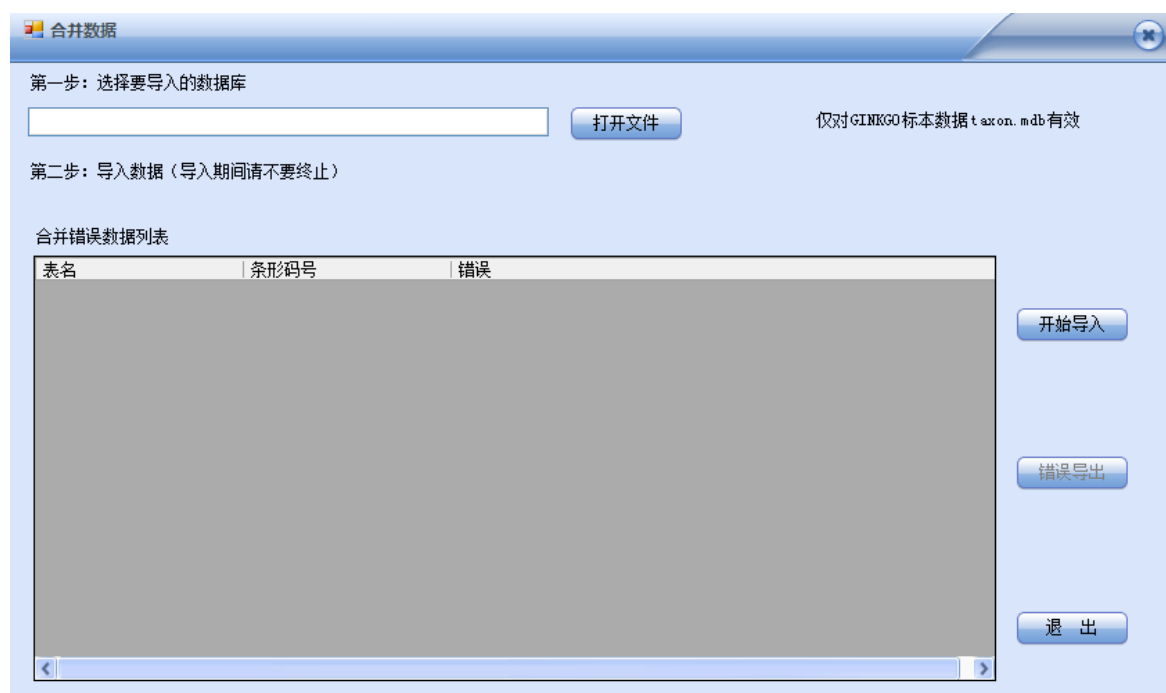 合并数据
第一步：选择要导入的数据库
打开文件 仅对GINKGO标本数据taxon.mdb有效
第二步：导入数据（导入期间请不要终止）
合并错误数据列表
表名 条形码号 错误
开始导入
错误导出
退 出